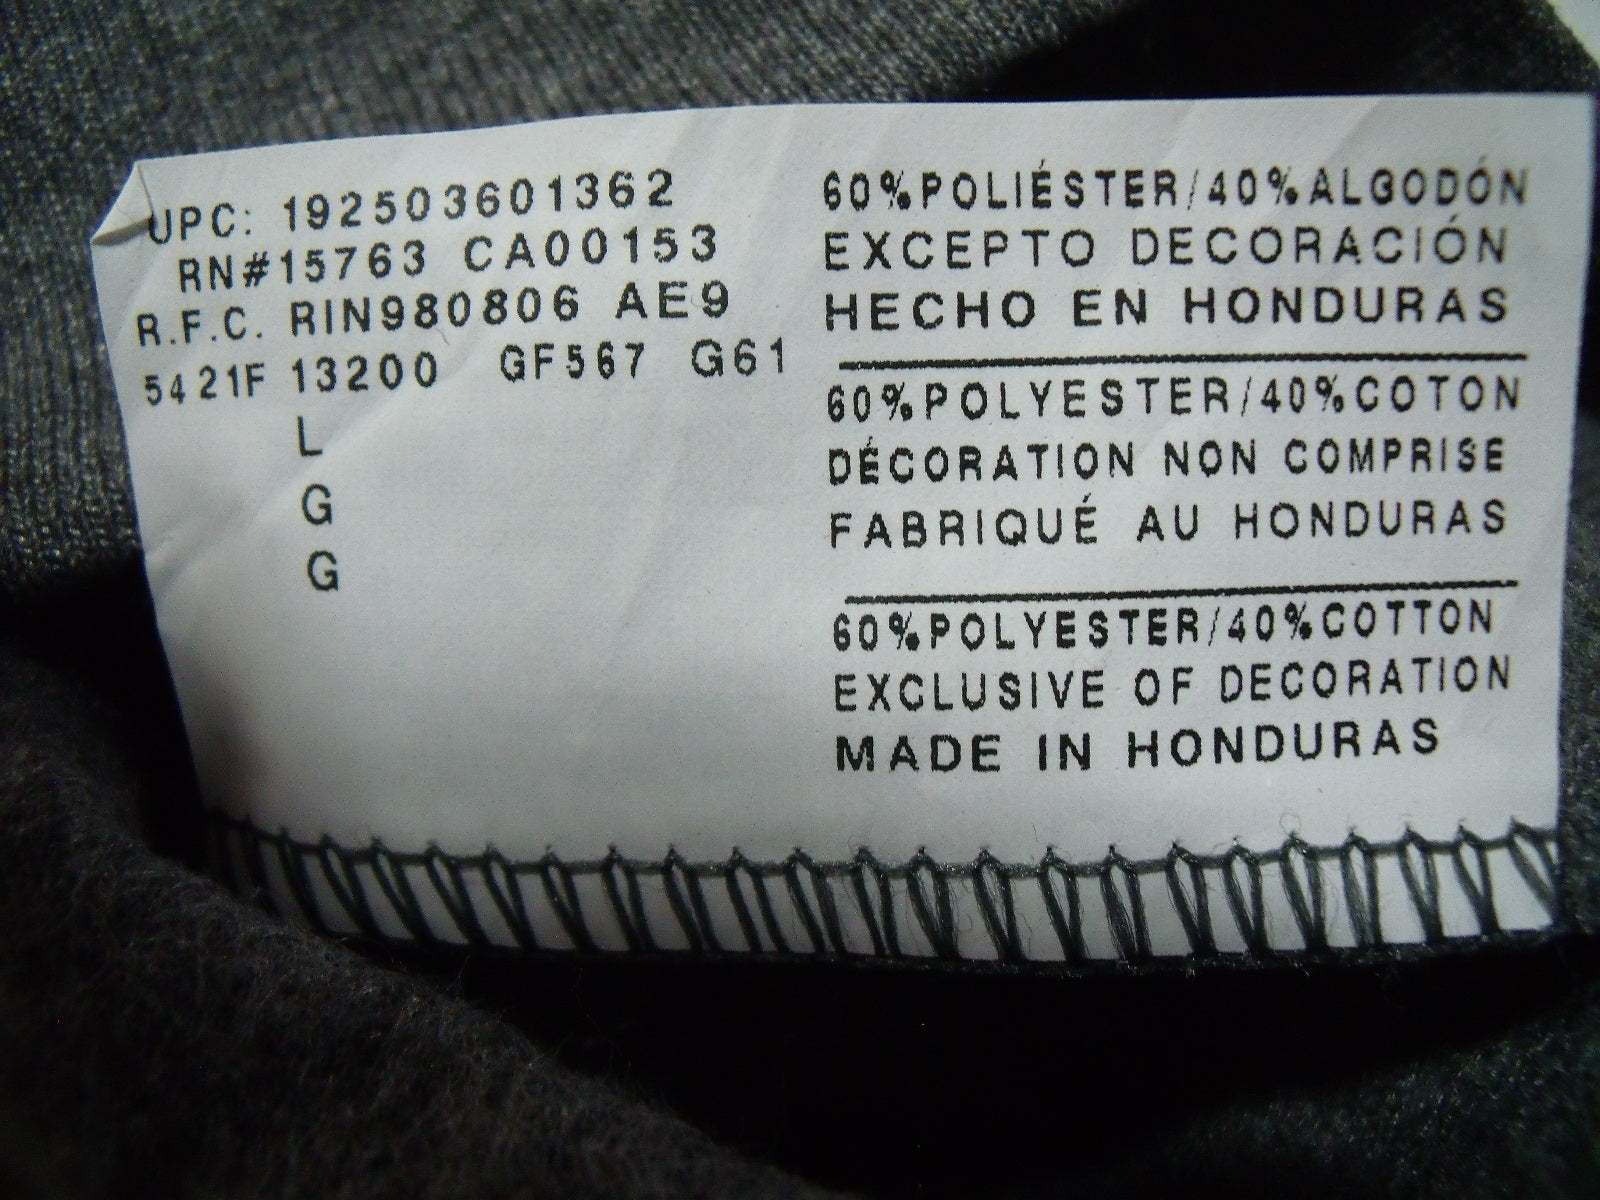 UPC: 192503601362
RN#15763 CA00153
R.F.C. RIN980806 AE9
5421F 13200 GF567 G61
L
G
G
60%POLIÉSTER/40%ALGODÓN
EXCEPTO DECORACIÓN
HECHO EN HONDURAS
60%POLYESTER/40%COTON
DÉCORATION NON COMPRISE
FABRIQUÉ AU HONDURAS
60%POLYESTER/40%COTTON
EXCLUSIVE OF DECORATION
MADE IN HONDURAS